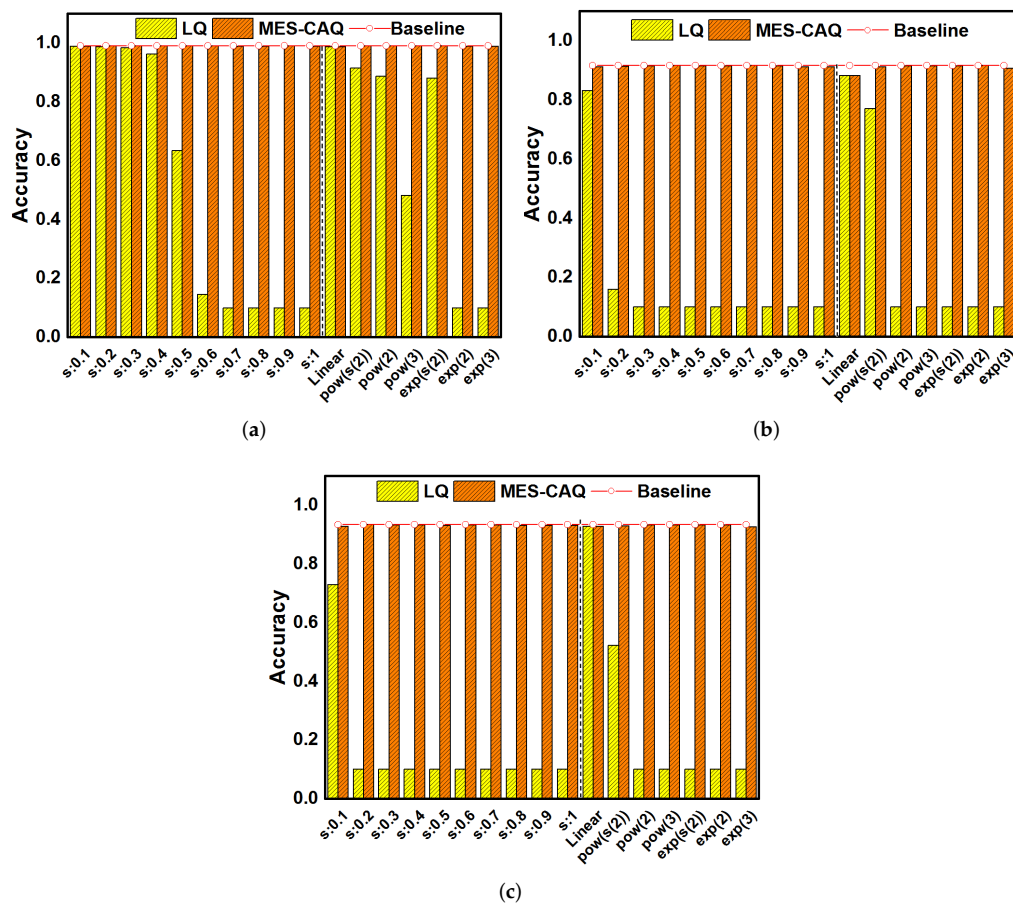 LQ MES-CAQ Baseline
1.0
0.8
0.6
0.4
0.2
0.0
Accuracy
s:0.1 s:0.2 s:0.3 s:0.4 s:0.5 s:0.6 s:0.7 s:0.8 s:0.9 s:1 Linear pow(s(2)) pow(2) pow(3) exp(s(2)) exp(2) exp(3)
(a)
LQ MES-CAQ Baseline
1.0
0.8
0.6
0.4
0.2
0.0
Accuracy
s:0.1 s:0.2 s:0.3 s:0.4 s:0.5 s:0.6 s:0.7 s:0.8 s:0.9 s:1 Linear pow(s(2)) pow(2) pow(3) exp(s(2)) exp(2) exp(3)
(b)
LQ MES-CAQ Baseline
1.0
0.8
0.6
0.4
0.2
0.0
Accuracy
s:0.1 s:0.2 s:0.3 s:0.4 s:0.5 s:0.6 s:0.7 s:0.8 s:0.9 s:1 Linear pow(s(2)) pow(2) pow(3) exp(s(2)) exp(2) exp(3)
(c)